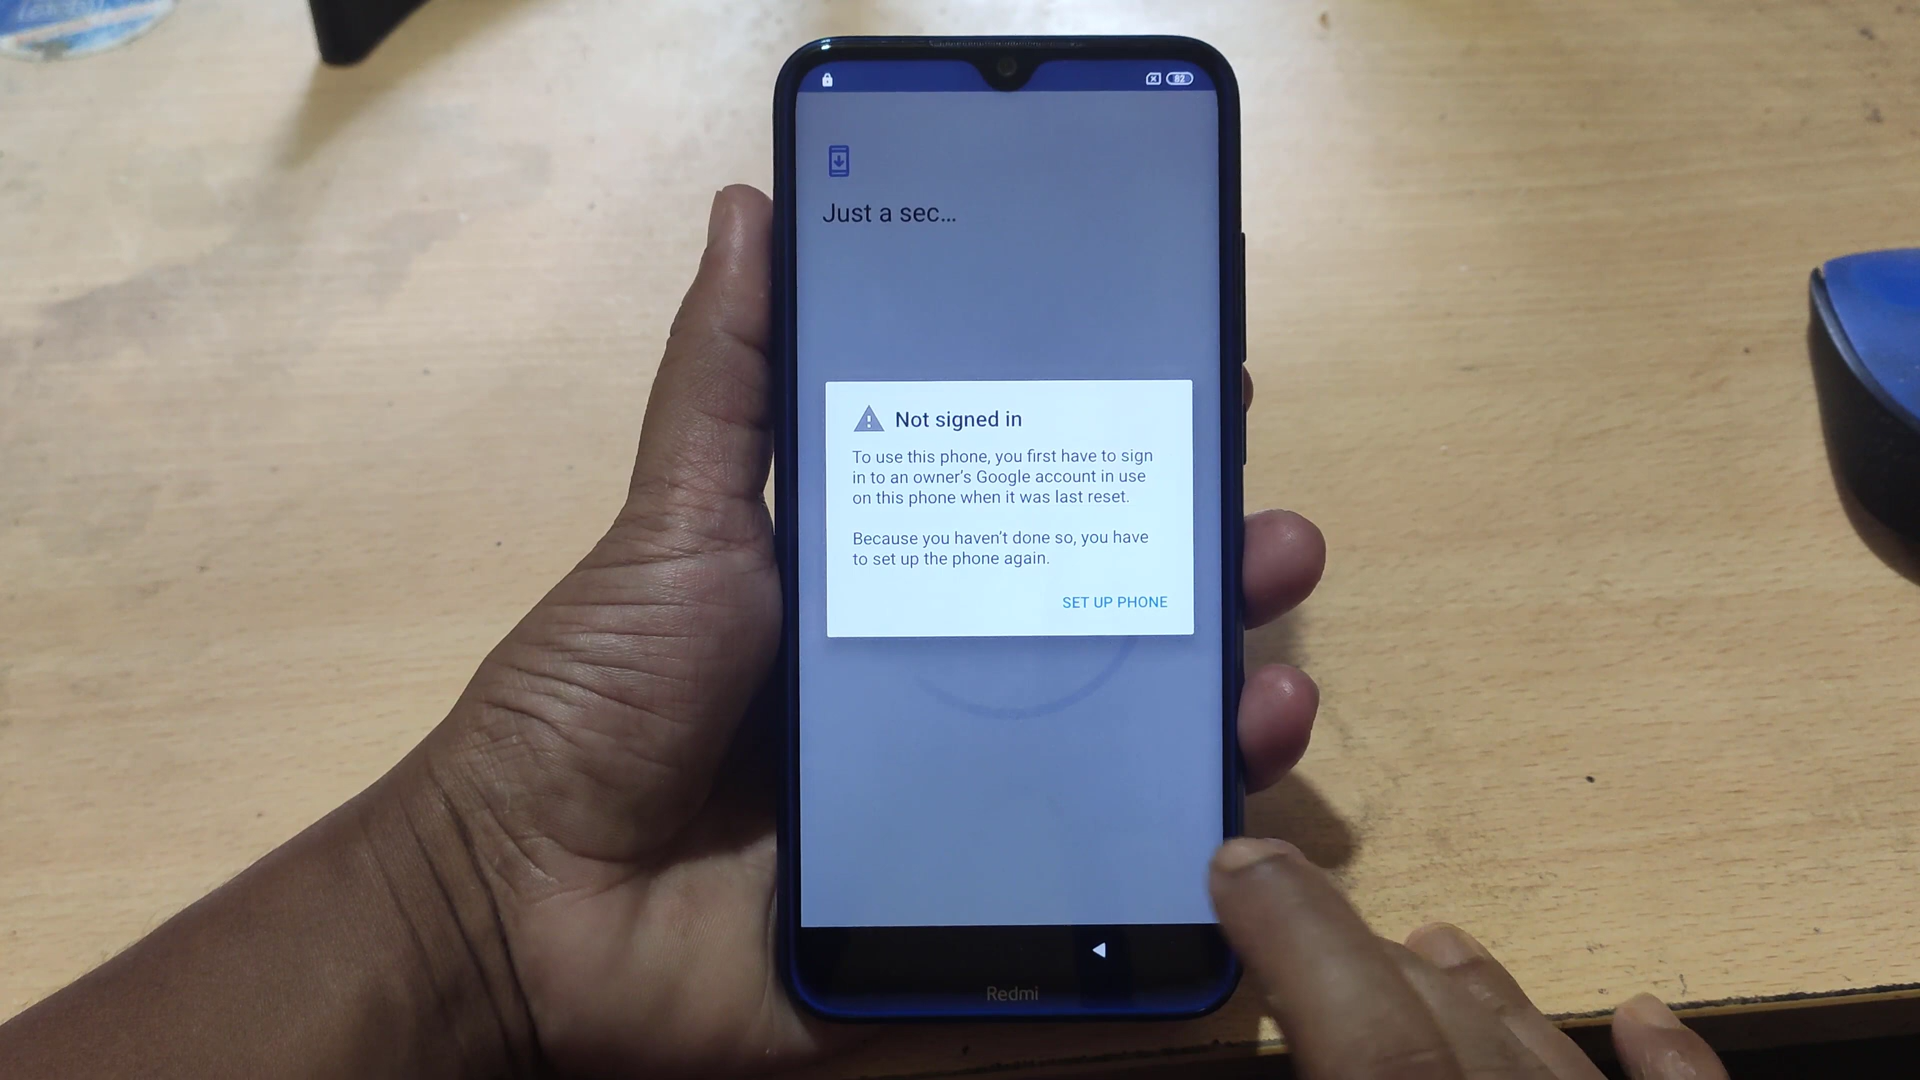 82
Just a sec...
Not signed in
To use this phone, you first have to sign
in to an owner's Google account in use
on this phone when it was last reset.
Because you haven't done so, you have
to set up the phone again.
SET UP PHONE
Redmi